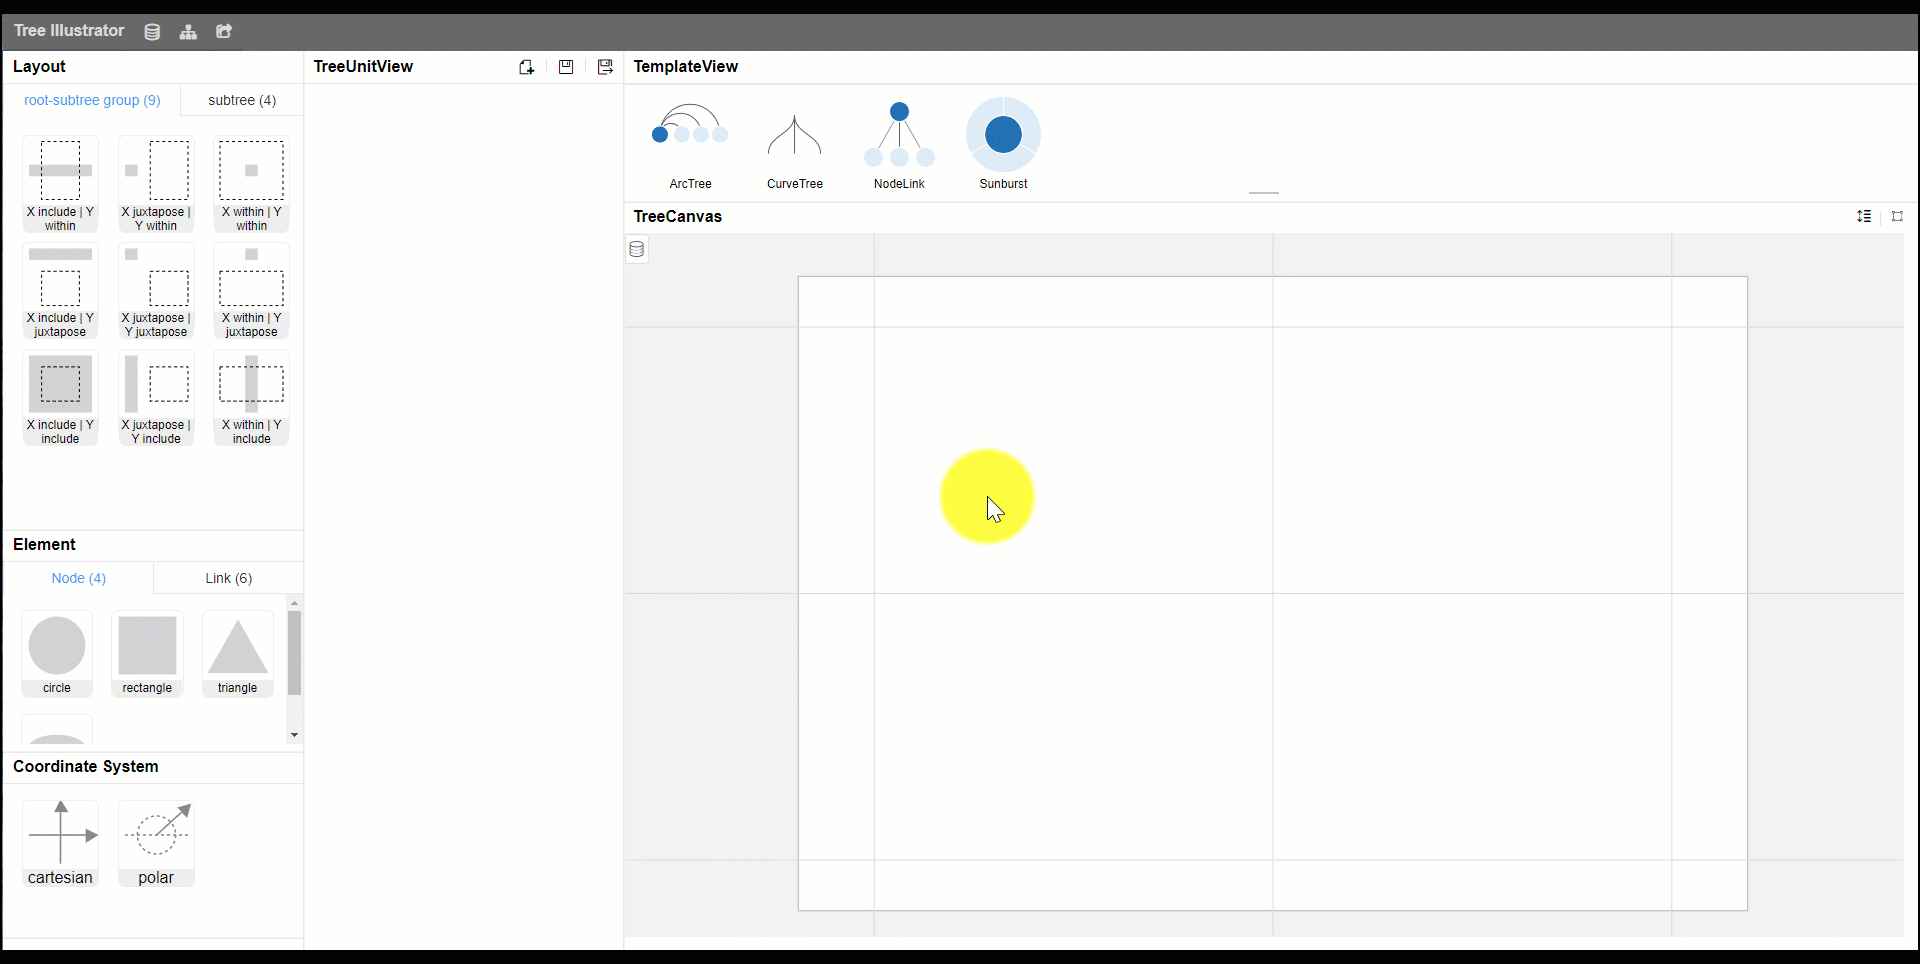 Tree Illustrator
Layout
TreeUnitView
TemplateView
root-subtree group (9)
subtree (4)
X include | Y
within
X juxtapose |
Y within
X within | Y
within
X include | Y
juxtapose
X juxtapose |
Y juxtapose
X within | Y
juxtapose
X include | Y
include
X juxtapose |
Y include
X within | Y
include
ArcTree
CurveTree
NodeLink
Sunburst
TreeCanvas
Element
Node (4)
Link (6)
circle
rectangle
triangle
Coordinate System
cartesian
polar